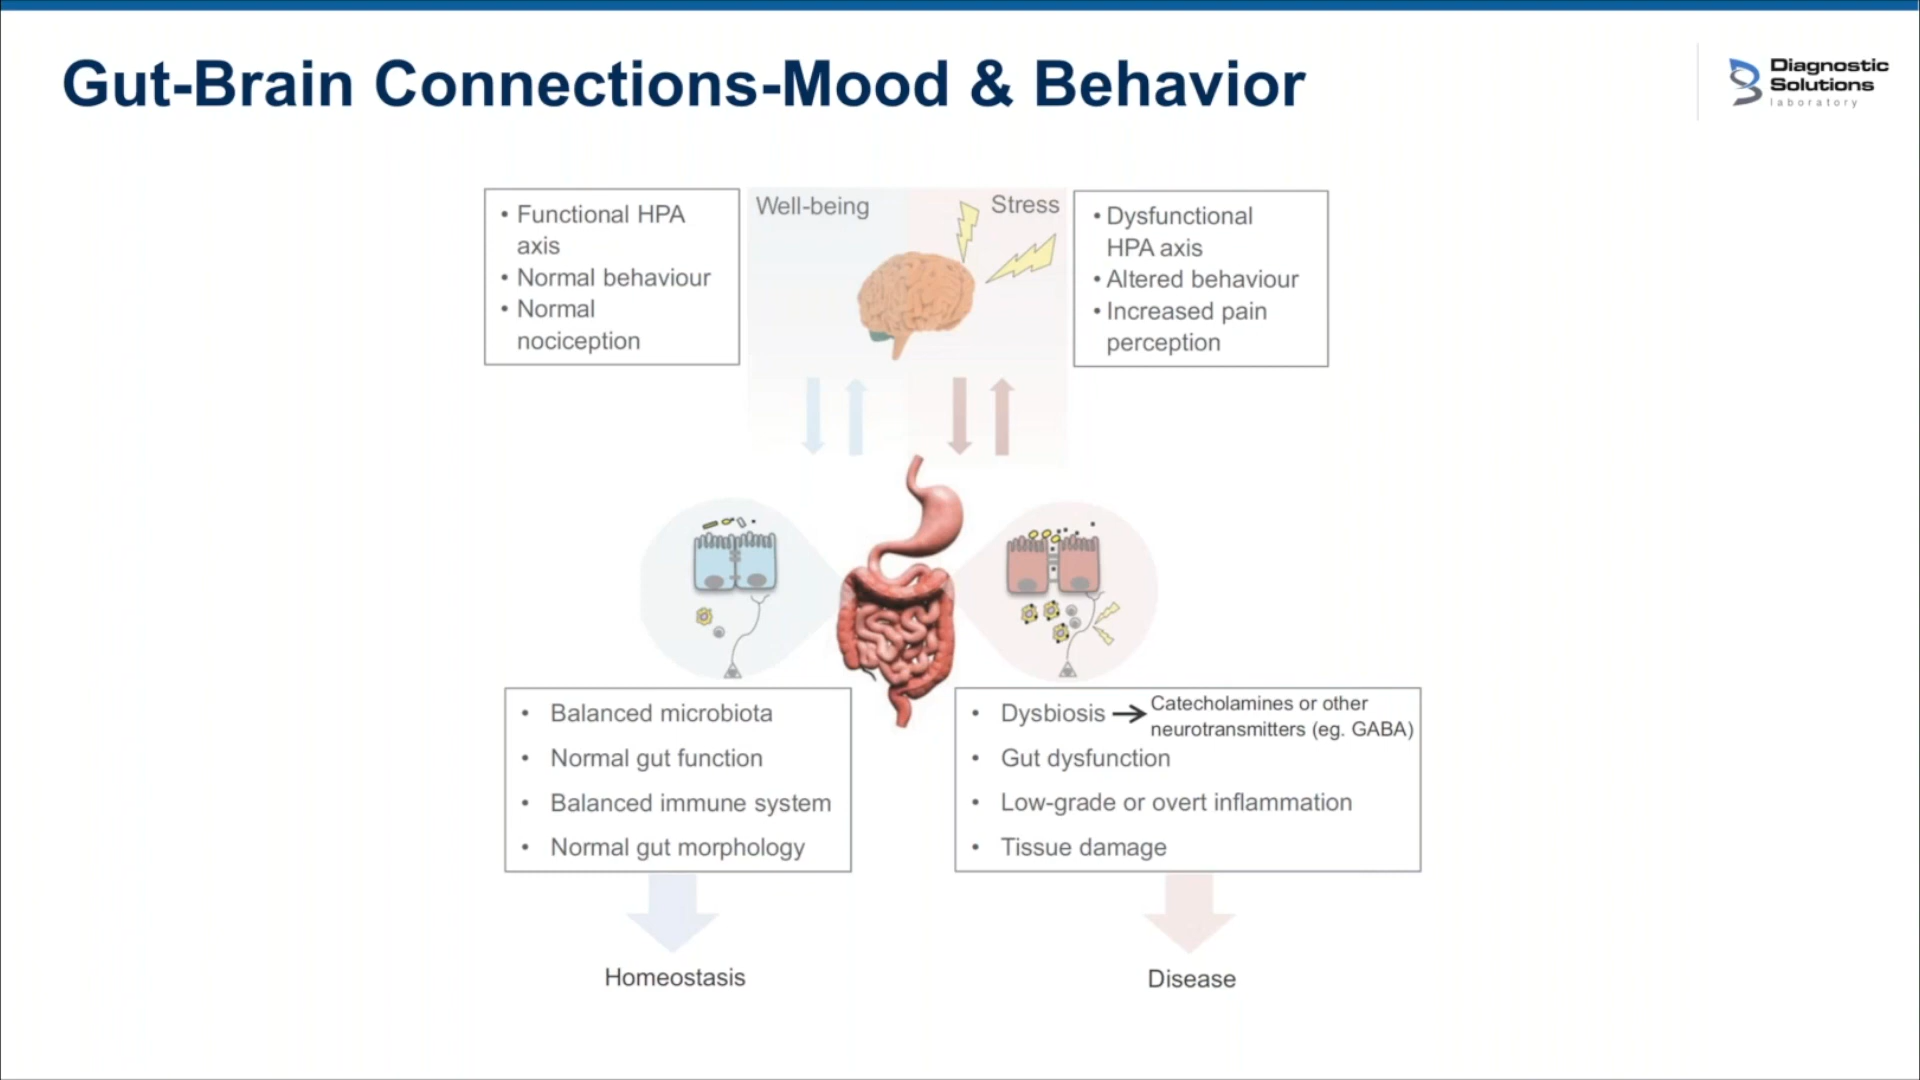 Gut-Brain Connections-Mood & Behavior
Diagnostic
Solutions
laboratory
• Functional HPA
axis
• Normal behaviour
• Normal
nociception
Well-being
Stress
• Dysfunctional
HPA axis
• Altered behaviour
• Increased pain
perception
• Balanced microbiota
• Normal gut function
• Balanced immune system
• Normal gut morphology
• Dysbiosis → Catecholamines or other
neurotransmitters (eg. GABA)
• Gut dysfunction
• Low-grade or overt inflammation
• Tissue damage
Homeostasis
Disease